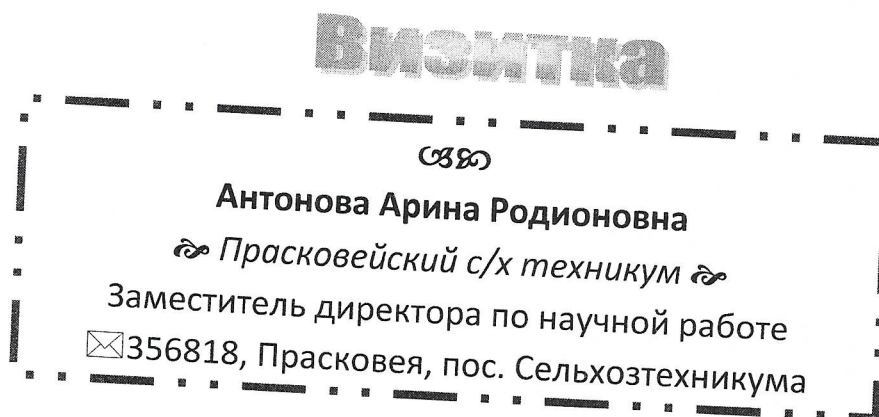 Визитка
Антонова Арина Родионовна
Прасковейский с/х техникум
Заместитель директора по научной работе
✉356818, Прасковея, пос. Сельхозтехникума